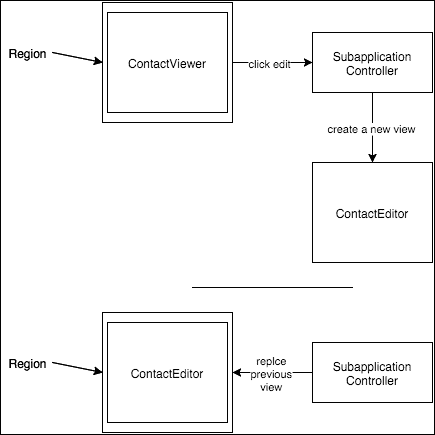 Region
ContactViewer
click edit
Subapplication
Controller
create a new view
ContactEditor
Region
ContactEditor
replce
previous
view
Subapplication
Controller